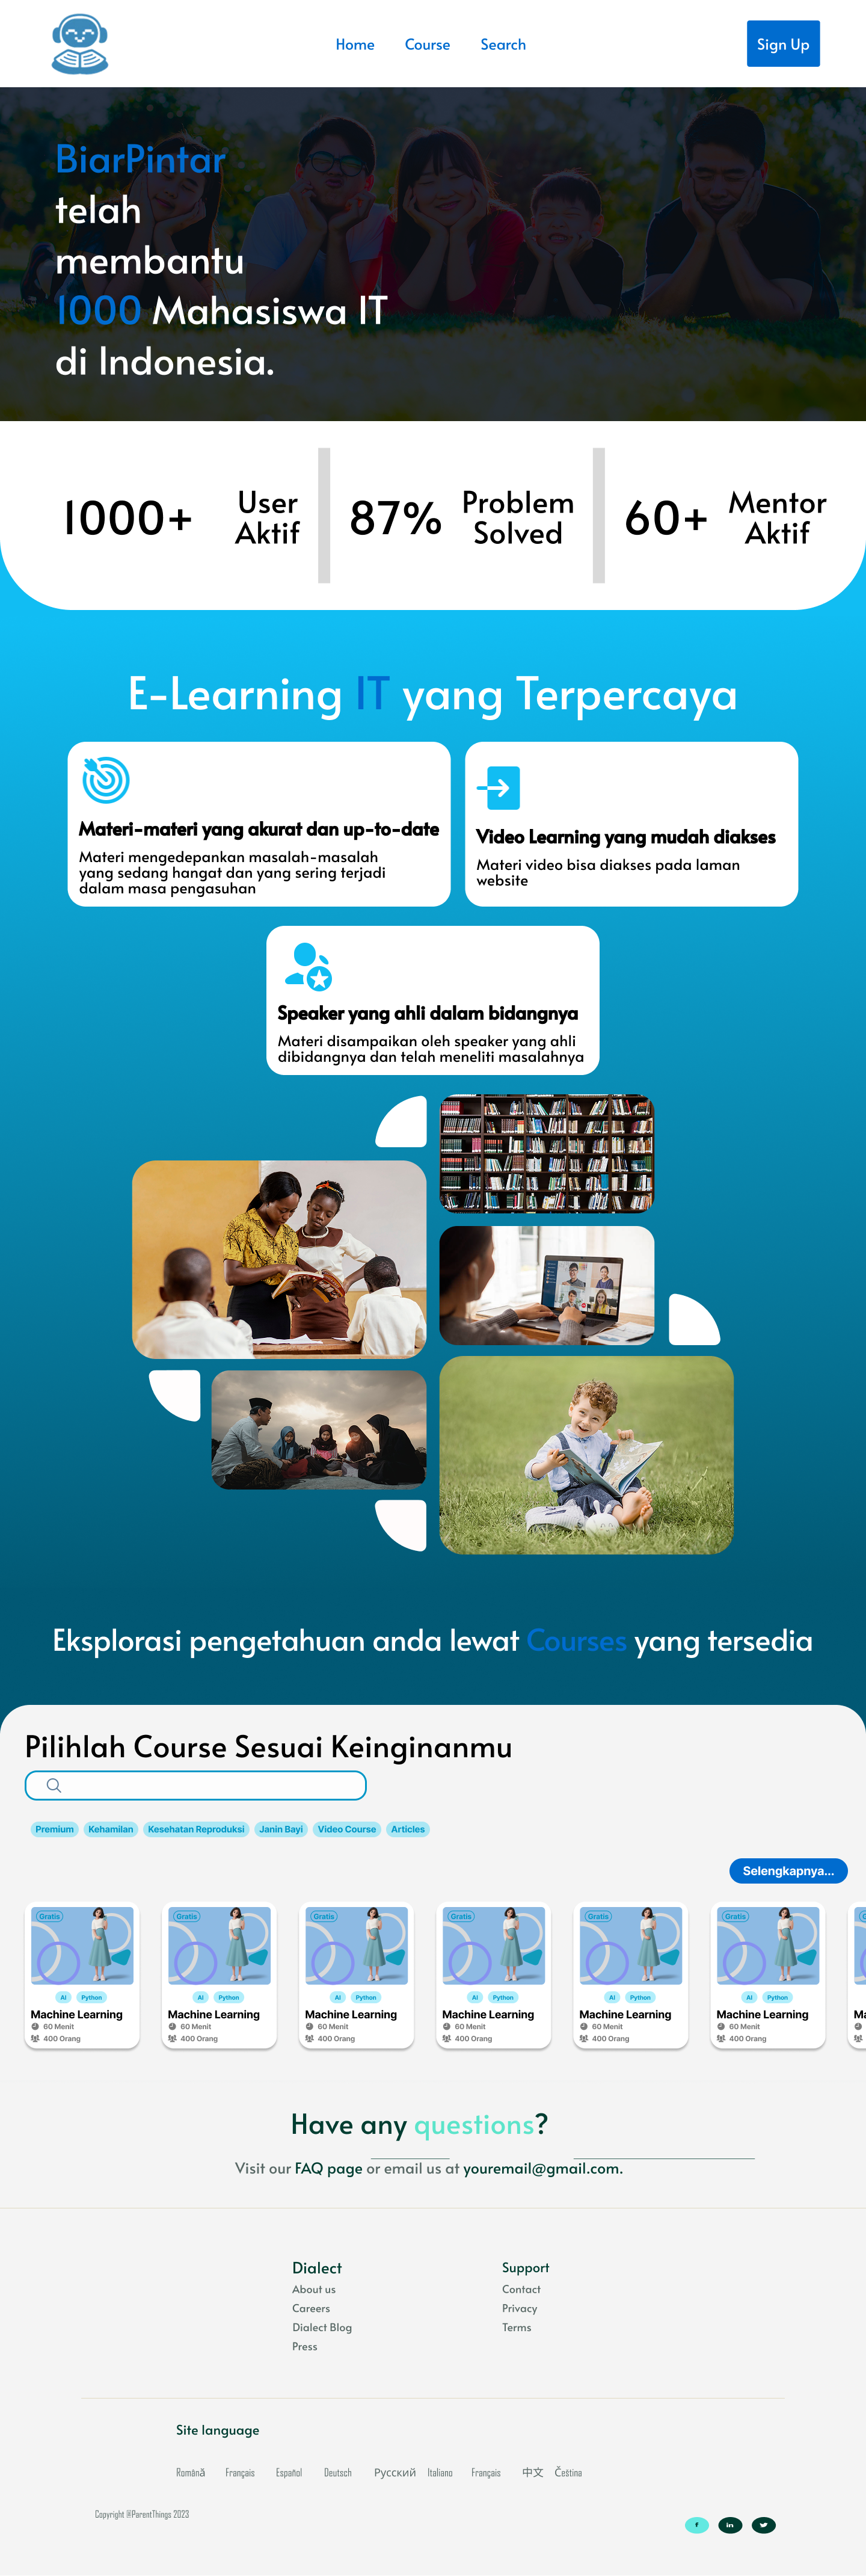 Home Course Search Sign Up
BiarPintar
telah
membantu
1000 Mahasiswa IT
di Indonesia.
1000+ User Aktif
87% Problem Solved
60+ Mentor Aktif
E-Learning IT yang Terpercaya
Materi-materi yang akurat dan up-to-date
Materi mengedepankan masalah-masalah
yang sedang hangat dan yang sering terjadi
dalam masa pengasuhan
Video Learning yang mudah diakses
Materi video bisa diakses pada laman
website
Speaker yang ahli dalam bidangnya
Materi disampaikan oleh speaker yang ahli
dibidangnya dan telah meneliti masalahnya
Eksplorasi pengetahuan anda lewat Courses yang tersedia
Pilihlah Course Sesuai Keinginanmu
Premium Kehamilan Kesehatan Reproduksi Janin Bayi Video Course Articles
Selengkapnya...
Gratis
AI Python
Machine Learning
60 Menit
400 Orang
Gratis
AI Python
Machine Learning
60 Menit
400 Orang
Gratis
AI Python
Machine Learning
60 Menit
400 Orang
Gratis
AI Python
Machine Learning
60 Menit
400 Orang
Gratis
AI Python
Machine Learning
60 Menit
400 Orang
Gratis
AI Python
Machine Learning
60 Menit
400 Orang
Have any questions?
Visit our FAQ page or email us at youremail@gmail.com.
Dialect
About us
Careers
Dialect Blog
Press
Support
Contact
Privacy
Terms
Site language
Română Français Español Deutsch Русский Italiano Français 中文 Čeština
Copyright @ParentThings 2023